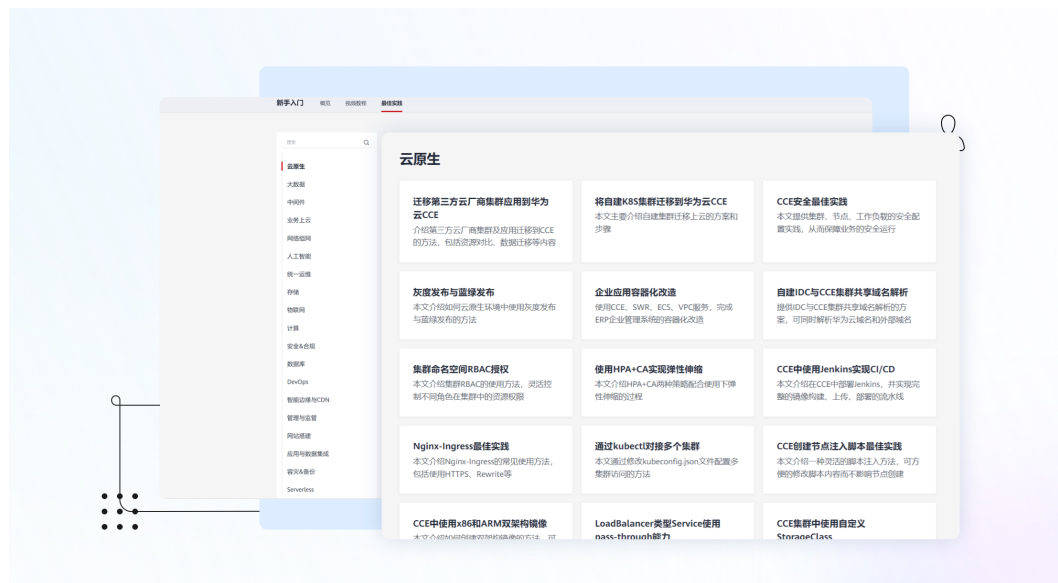 新手入门 概览 视频教程 最佳实践
搜索
云原生
大数据
中间件
业务上云
网络组网
人工智能
统一运维
存储
物联网
计算
安全&合规
数据库
DevOps
智能边缘与CDN
管理与监管
网站搭建
应用与数据集成
容灾&备份
Serverless
云原生
迁移第三方云厂商集群应用到华为
云CCE
介绍第三方云厂商集群及应用迁移到CCE
的方法，包括资源对比、数据迁移等内容
将自建K8S集群迁移到华为云CCE
本文主要介绍自建集群迁移上云的方案和
步骤
CCE安全最佳实践
本文提供集群、节点、工作负载的安全配
置实践，从而保障业务的安全运行
灰度发布与蓝绿发布
本文介绍如何云原生环境中使用灰度发布
与蓝绿发布的方法
企业应用容器化改造
使用CCE、SWR、ECS、VPC服务，完成
ERP企业管理系统的容器化改造
自建IDC与CCE集群共享域名解析
提供IDC与CCE集群共享域名解析的方
案，可同时解析华为云域名和外部域名
集群命名空间RBAC授权
本文介绍集群RBAC的使用方法，灵活控
制不同角色在集群中的资源权限
使用HPA+CA实现弹性伸缩
本文介绍HPA+CA两种策略配合使用下弹
性伸缩的过程
CCE中使用Jenkins实现CI/CD
本文介绍在CCE中部署Jenkins，并实现完
整的镜像构建、上传、部署的流水线
Nginx-Ingress最佳实践
本文介绍Nginx-Ingress的常见使用方法，
包括使用HTTPS、Rewrite等
通过kubectl对接多个集群
本文通过修改kubeconfig.json文件配置多
集群访问的方法
CCE创建节点注入脚本最佳实践
本文介绍一种灵活的脚本注入方法，可方
便的修改脚本内容而不影响节点创建
CCE中使用x86和ARM双架构镜像
本文介绍如何创建双架构镜像的方法，可
LoadBalancer类型Service使用
pass-through能力
CCE集群中使用自定义
StorageClass